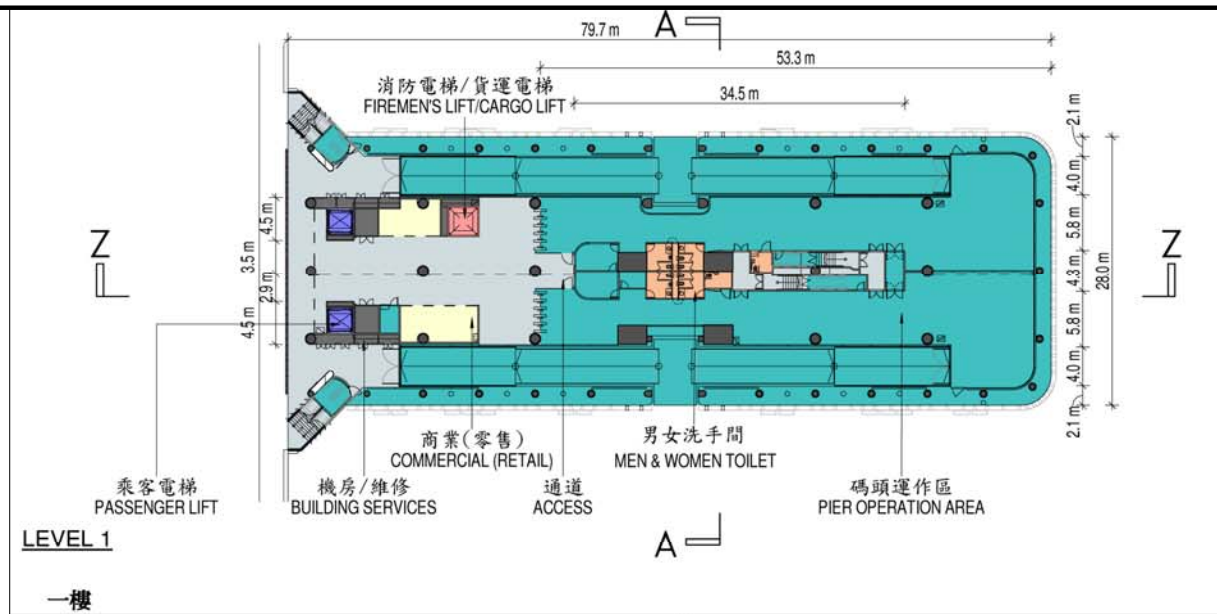 A
79.7 m
53.3 m
34.5 m
消防電梯/貨運電梯
FIREMEN'S LIFT/CARGO LIFT
2.1 m
4.0 m
5.8 m
4.3 m
28.0 m
5.8 m
4.0 m
2.1 m
4.5 m
3.5 m
2.9 m
4.5 m
Z
Z
商業(零售)
COMMERCIAL (RETAIL)
男女洗手間
MEN & WOMEN TOILET
乘客電梯
PASSENGER LIFT
機房/維修
BUILDING SERVICES
通道
ACCESS
碼頭運作區
PIER OPERATION AREA
LEVEL 1
A
一樓